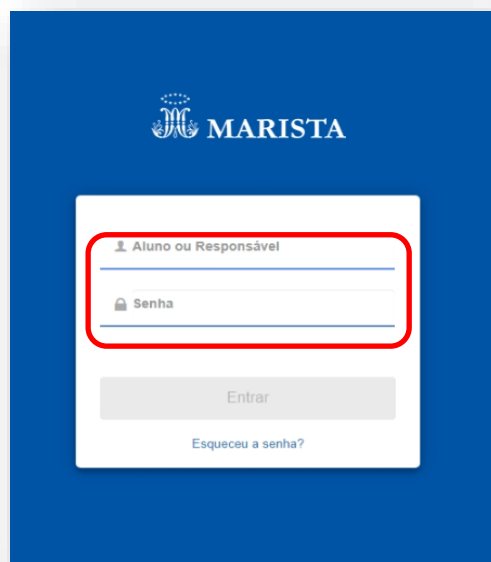 MARISTA
Aluno ou Responsável
Senha
Entrar
Esqueceu a senha?